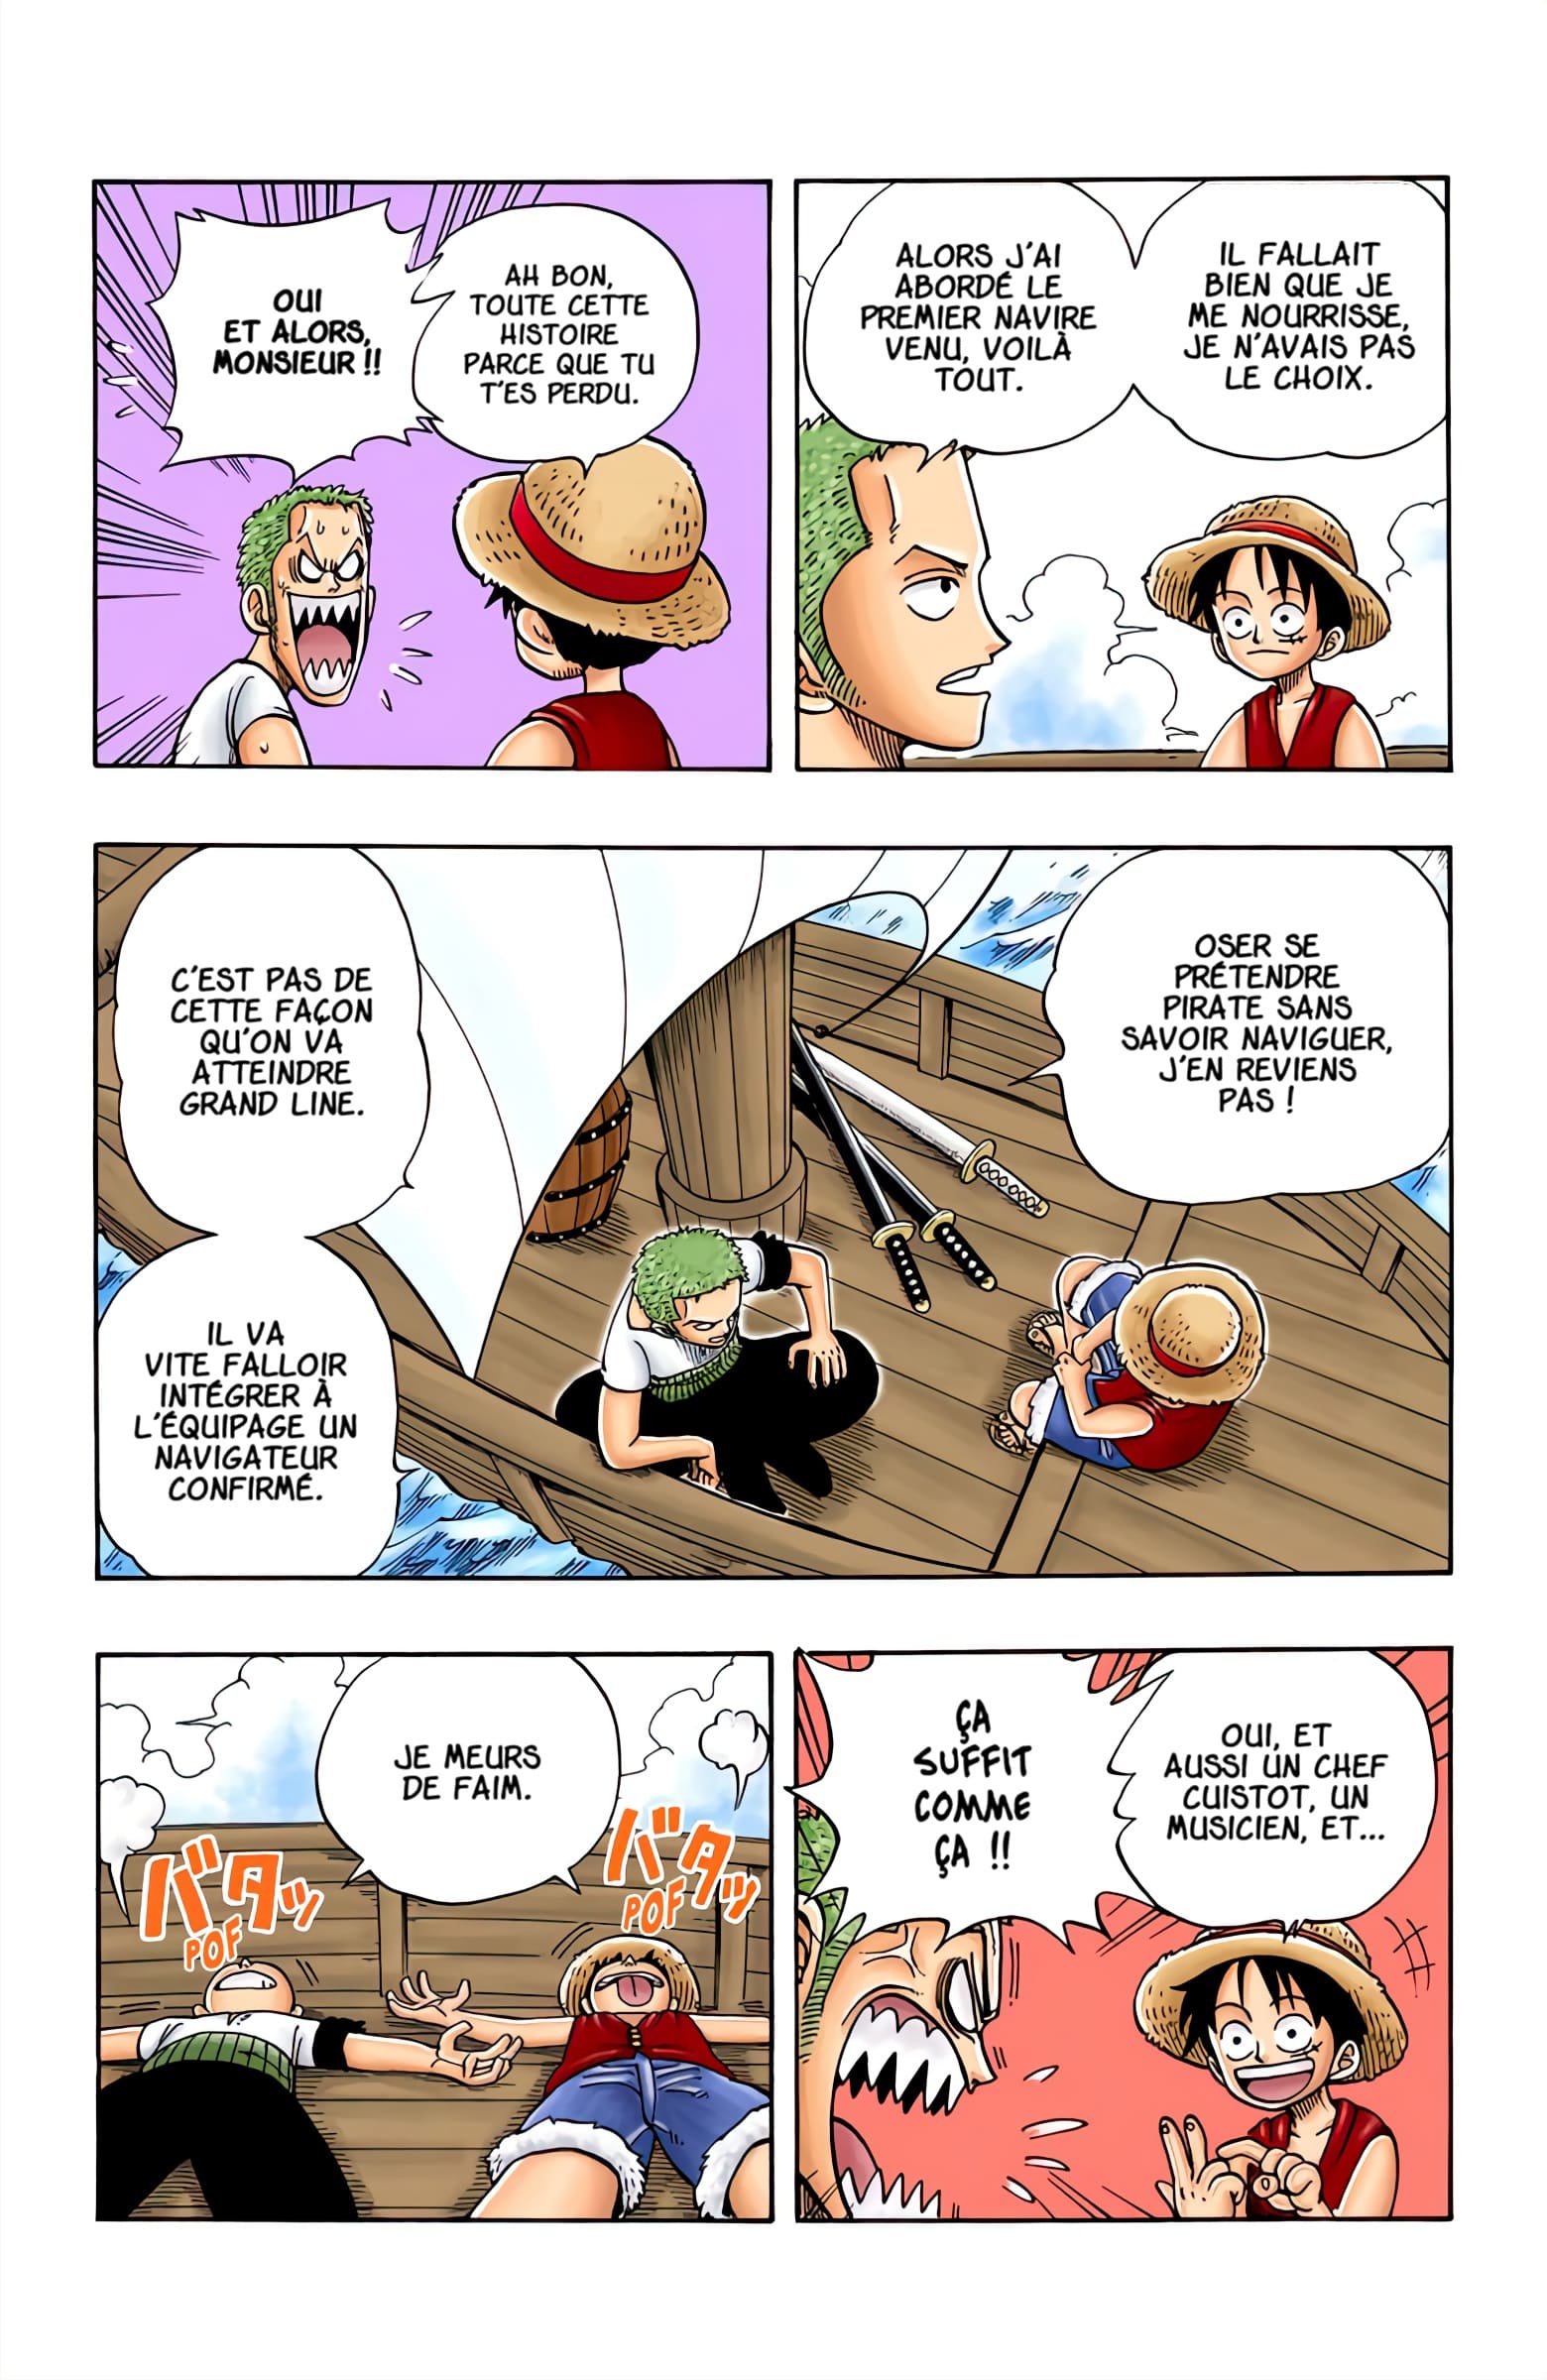 IL FALLAIT
BIEN QUE JE
ME NOURRISSE,
JE N'AVAIS PAS
LE CHOIX.
ALORS J'AI
ABORDÉ LE
PREMIER NAVIRE
VENU, VOILÀ
TOUT.
AH BON,
TOUTE CETTE
HISTOIRE
PARCE QUE TU
T'ES PERDU.
OUI
ET ALORS,
MONSIEUR !!
OSER SE
PRÉTENDRE
PIRATE SANS
SAVOIR NAVIGUER,
J'EN REVIENS
PAS !
C'EST PAS DE
CETTE FAÇON
QU'ON VA
ATTEINDRE
GRAND LINE.
IL VA
VITE FALLOIR
INTÉGRER À
L'ÉQUIPAGE UN
NAVIGATEUR
CONFIRMÉ.
OUI, ET
AUSSI UN CHEF
CUISTOT, UN
MUSICIEN, ET...
ÇA
SUFFIT
COMME
ÇA !!
JE MEURS
DE FAIM.
バタッ
POF
バタッ
POF